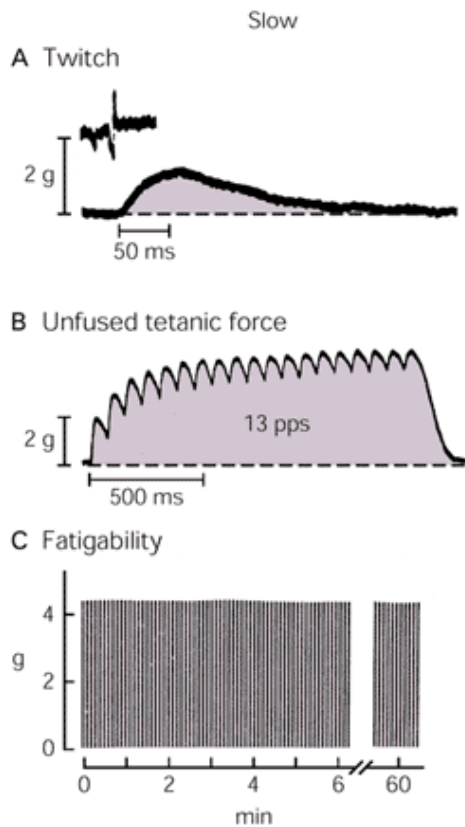 Slow
A Twitch
2 g
50 ms
B Unfused tetanic force
13 pps
2 g
500 ms
C Fatigability
4
g
2
0
0 2 4 6 60
min